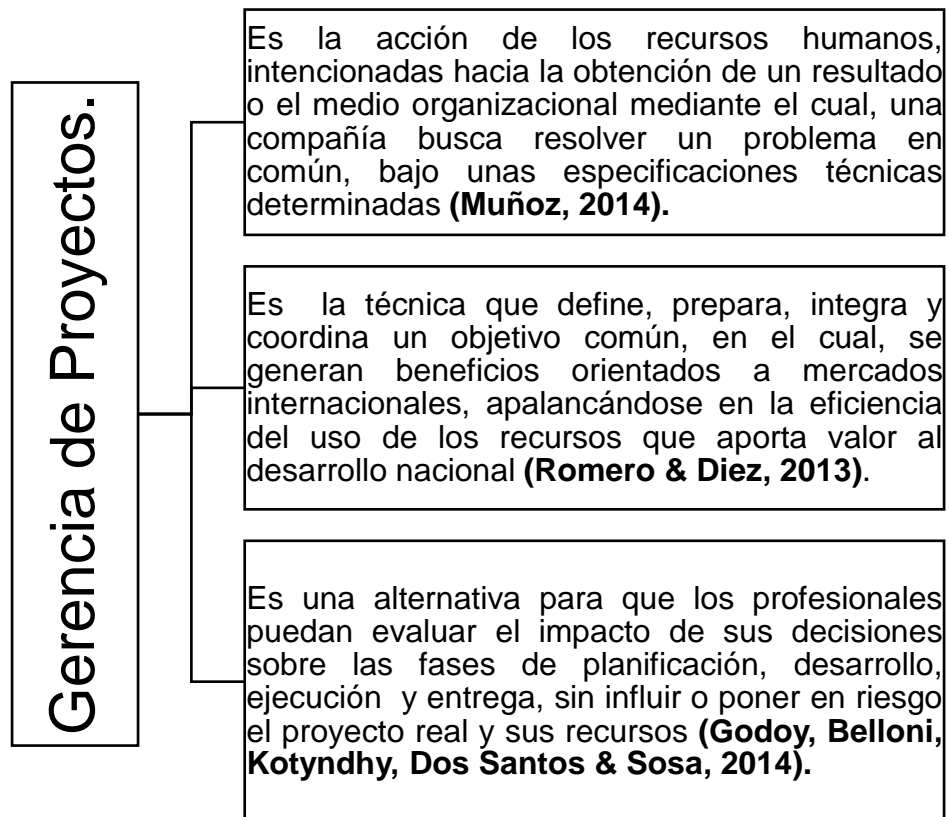 Gerencia de Proyectos.
Es la acción de los recursos humanos,
intencionadas hacia la obtención de un resultado
o el medio organizacional mediante el cual, una
compañía busca resolver un problema en
común, bajo unas especificaciones técnicas
determinadas (Muñoz, 2014).
Es la técnica que define, prepara, integra y
coordina un objetivo común, en el cual, se
generan beneficios orientados a mercados
internacionales, apalancándose en la eficiencia
del uso de los recursos que aporta valor al
desarrollo nacional (Romero & Diez, 2013).
Es una alternativa para que los profesionales
puedan evaluar el impacto de sus decisiones
sobre las fases de planificación, desarrollo,
ejecución y entrega, sin influir o poner en riesgo
el proyecto real y sus recursos (Godoy, Belloni,
Kotyndhy, Dos Santos & Sosa, 2014).